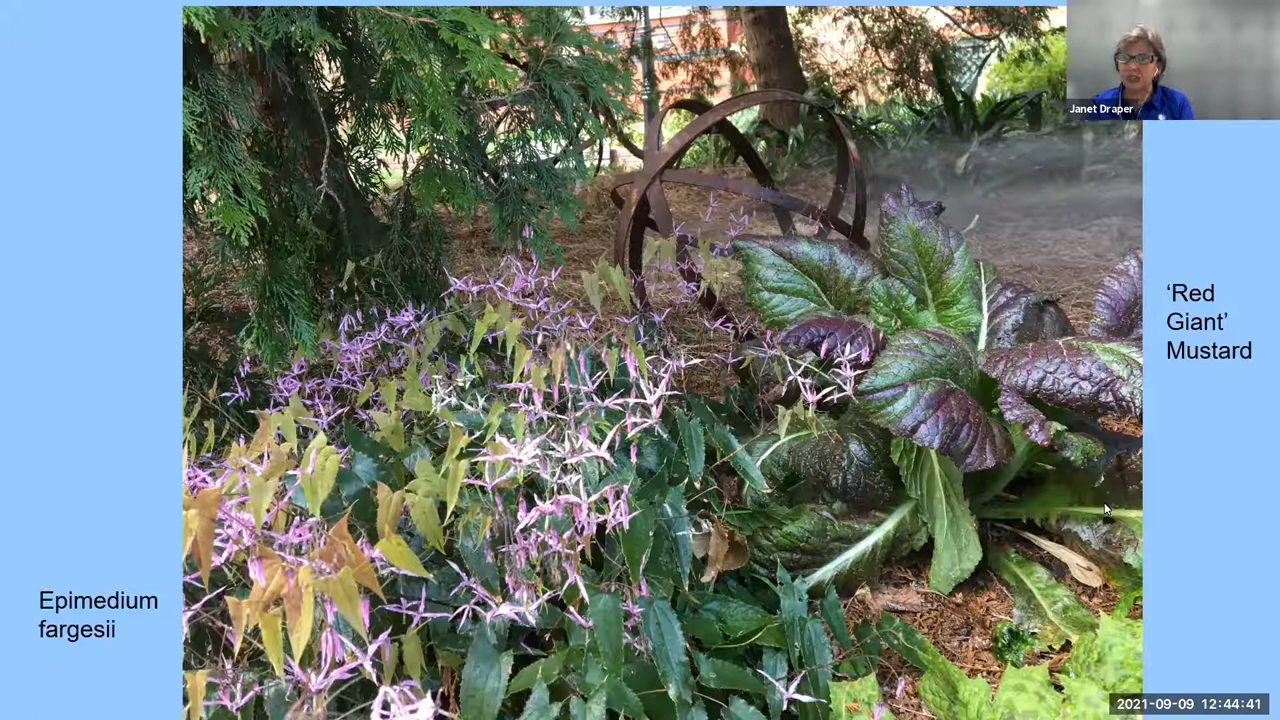 Janet Draper
‘Red
Giant’
Mustard
Epimedium
fargesii
2021-09-09 12:44:41